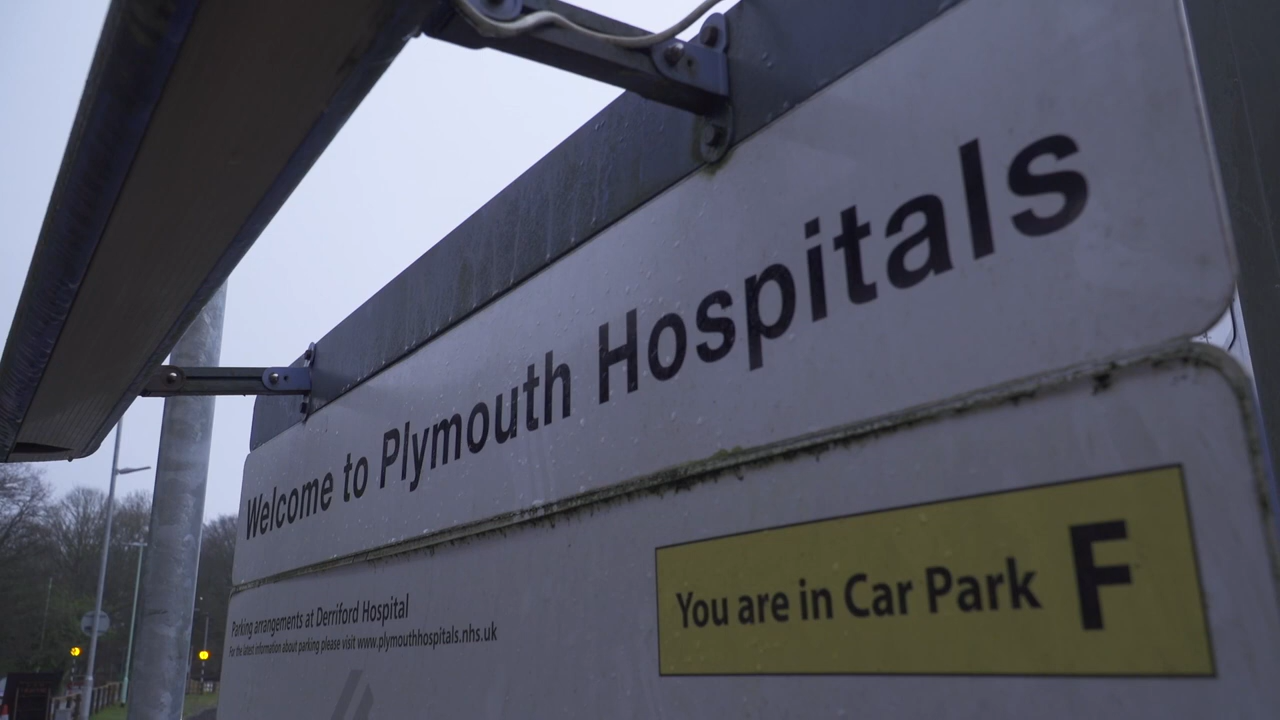 Welcome to Plymouth Hospitals
Parking arrangements at Derriford Hospital
For the latest information about parking please visit www.plymouthhospitals.nhs.uk
You are in Car Park F